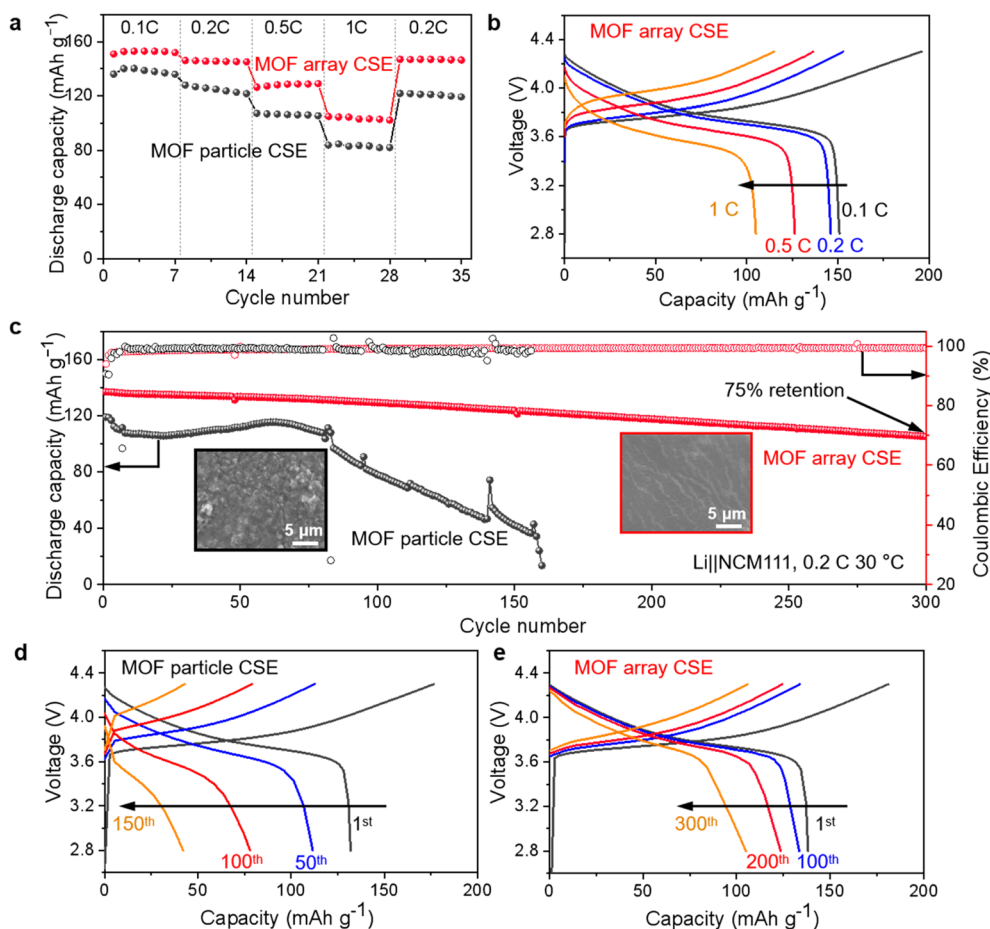 a
0.1C 0.2C 0.5C 1C 0.2C
MOF array CSE
MOF particle CSE
Discharge capacity (mAh g⁻¹)
160
120
80
40
0
0 7 14 21 28 35
Cycle number
b
MOF array CSE
Voltage (V)
4.4
4.0
3.6
3.2
2.8
1 C
0.5 C
0.2 C
0.1 C
0 50 100 150 200
Capacity (mAh g⁻¹)
c
Discharge capacity (mAh g⁻¹)
160
120
80
40
0
Coulombic Efficiency (%)
100
80
60
40
20
75% retention
MOF array CSE
5 μm
5 μm
MOF particle CSE
Li||NCM111, 0.2 C 30 °C
0 50 100 150 200 250 300
Cycle number
d
MOF particle CSE
Voltage (V)
4.4
4.0
3.6
3.2
2.8
150th
100th
50th
1st
0 50 100 150 200
Capacity (mAh g⁻¹)
e
MOF array CSE
Voltage (V)
4.4
4.0
3.6
3.2
2.8
300th
200th
100th
1st
0 50 100 150 200
Capacity (mAh g⁻¹)